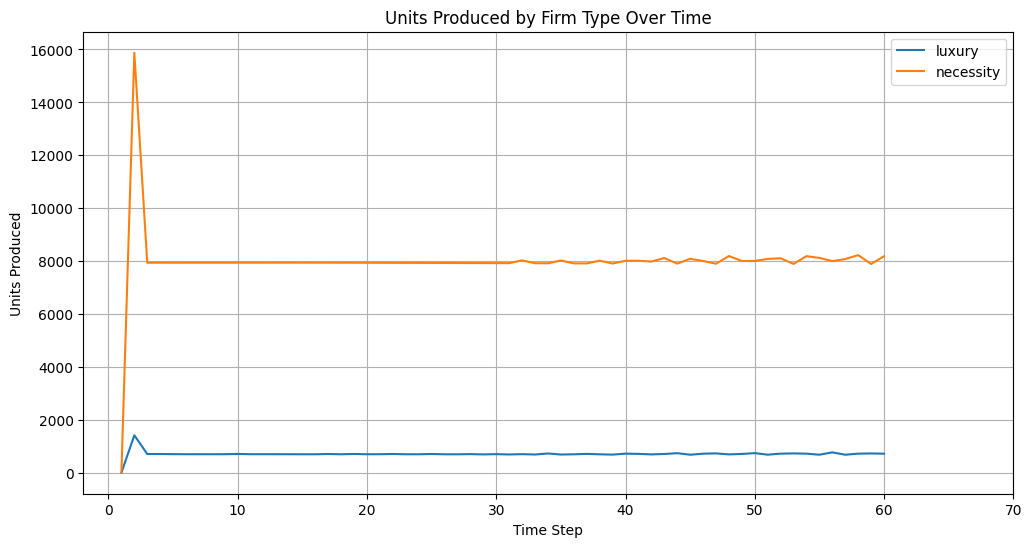 Units Produced by Firm Type Over Time
luxury
necessity
Units Produced
16000
14000
12000
10000
8000
6000
4000
2000
0
0 10 20 30 40 50 60 70
Time Step